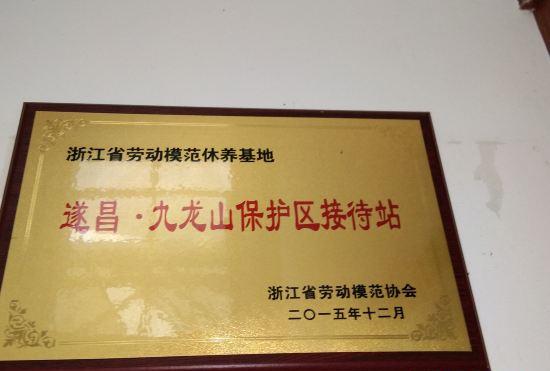 浙江省劳动模范休养基地
遂昌·九龙山保护区接待站
浙江省劳动模范协会
二〇一五年十二月